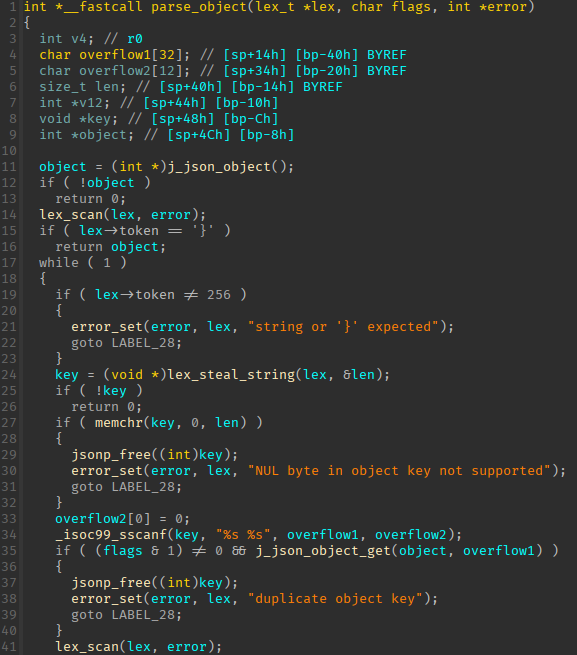 1 int *__fastcall parse_object(lex_t *lex, char flags, int *error)
2 {
3 int v4; // r0
4 char overflow1[32]; // [sp+14h] [bp-40h] BYREF
5 char overflow2[12]; // [sp+34h] [bp-20h] BYREF
6 size_t len; // [sp+40h] [bp-14h] BYREF
7 int *v12; // [sp+44h] [bp-10h]
8 void *key; // [sp+48h] [bp-Ch]
9 int *object; // [sp+4Ch] [bp-8h]
10
11 object = (int *)j_json_object();
12 if ( !object )
13 return 0;
14 lex_scan(lex, error);
15 if ( lex->token == '}' )
16 return object;
17 while ( 1 )
18 {
19 if ( lex->token ≠ 256 )
20 {
21 error_set(error, lex, "string or '}' expected");
22 goto LABEL_28;
23 }
24 key = (void *)lex_steal_string(lex, &len);
25 if ( !key )
26 return 0;
27 if ( memchr(key, 0, len) )
28 {
29 jsonp_free((int)key);
30 error_set(error, lex, "NUL byte in object key not supported");
31 goto LABEL_28;
32 }
33 overflow2[0] = 0;
34 _isoc99_sscanf(key, "%s %s", overflow1, overflow2);
35 if ( (flags & 1) ≠ 0 && j_json_object_get(object, overflow1) )
36 {
37 jsonp_free((int)key);
38 error_set(error, lex, "duplicate object key");
39 goto LABEL_28;
40 }
41 lex_scan(lex, error);